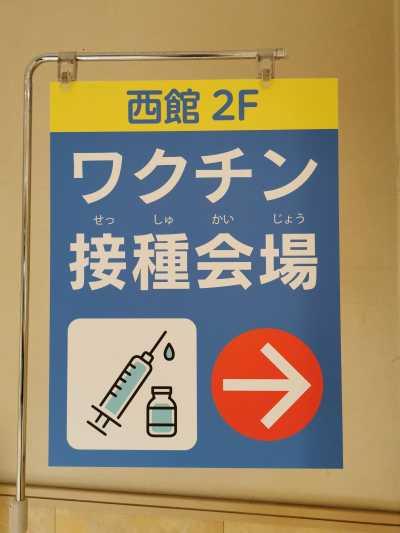 西館 2F
ワクチン
せっ しゅ かい じょう
接種会場